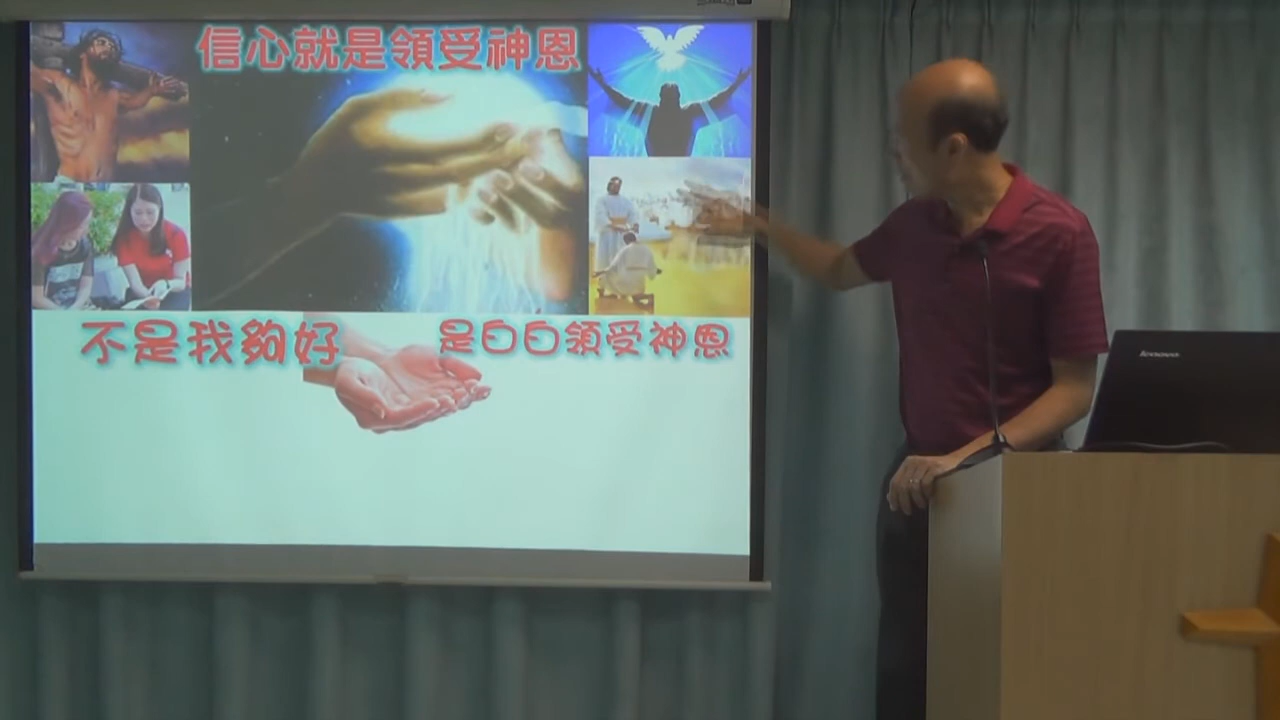 信心就是領受神恩
不是我夠好
是白白領受神恩
lenovo